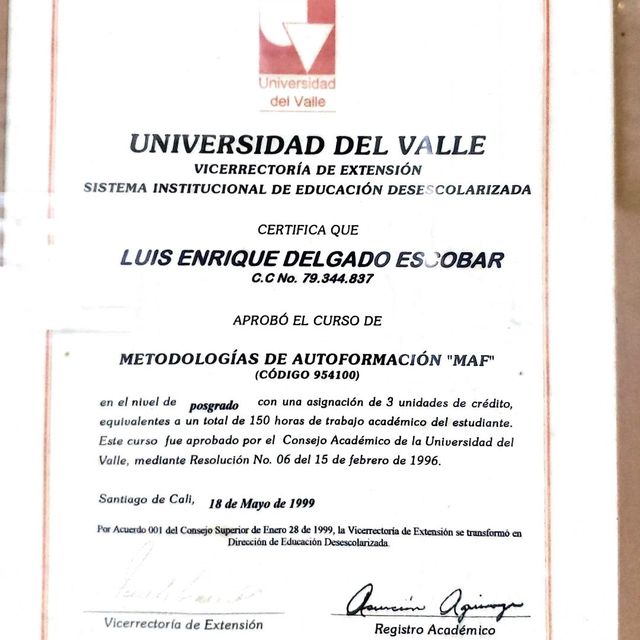 Universidad
del Valle
UNIVERSIDAD DEL VALLE
VICERRECTORÍA DE EXTENSIÓN
SISTEMA INSTITUCIONAL DE EDUCACIÓN DESESCOLARIZADA
CERTIFICA QUE
LUIS ENRIQUE DELGADO ESCOBAR
C.C No. 79.344.837
APROBÓ EL CURSO DE
METODOLOGÍAS DE AUTOFORMACIÓN "MAF"
(CÓDIGO 954100)
en el nivel de posgrado con una asignación de 3 unidades de crédito,
equivalentes a un total de 150 horas de trabajo académico del estudiante.
Este curso fue aprobado por el Consejo Académico de la Universidad del
Valle, mediante Resolución No. 06 del 15 de febrero de 1996.
Santiago de Cali, 18 de Mayo de 1999
Por Acuerdo 001 del Consejo Superior de Enero 28 de 1999, la Vicerrectoría de Extensión se transformó en
Dirección de Educación Desescolarizada.
Vicerrectoría de Extensión
Registro Académico